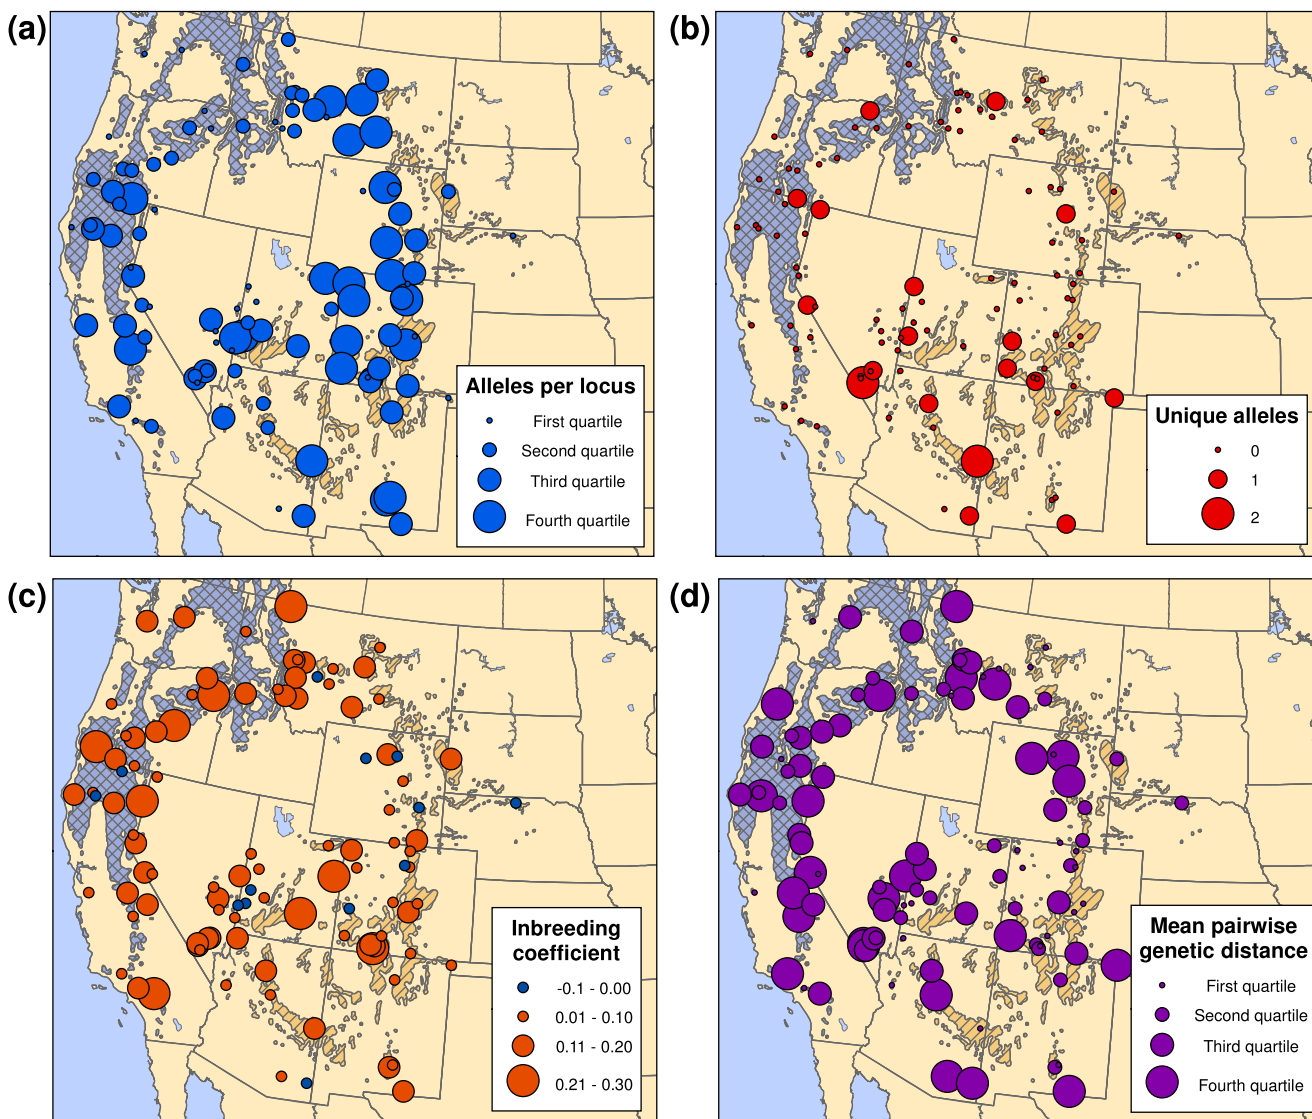 (a)
Alleles per locus
First quartile
Second quartile
Third quartile
Fourth quartile
(b)
Unique alleles
0
1
2
(c)
Inbreeding
coefficient
-0.1 - 0.00
0.01 - 0.10
0.11 - 0.20
0.21 - 0.30
(d)
Mean pairwise
genetic distance
First quartile
Second quartile
Third quartile
Fourth quartile